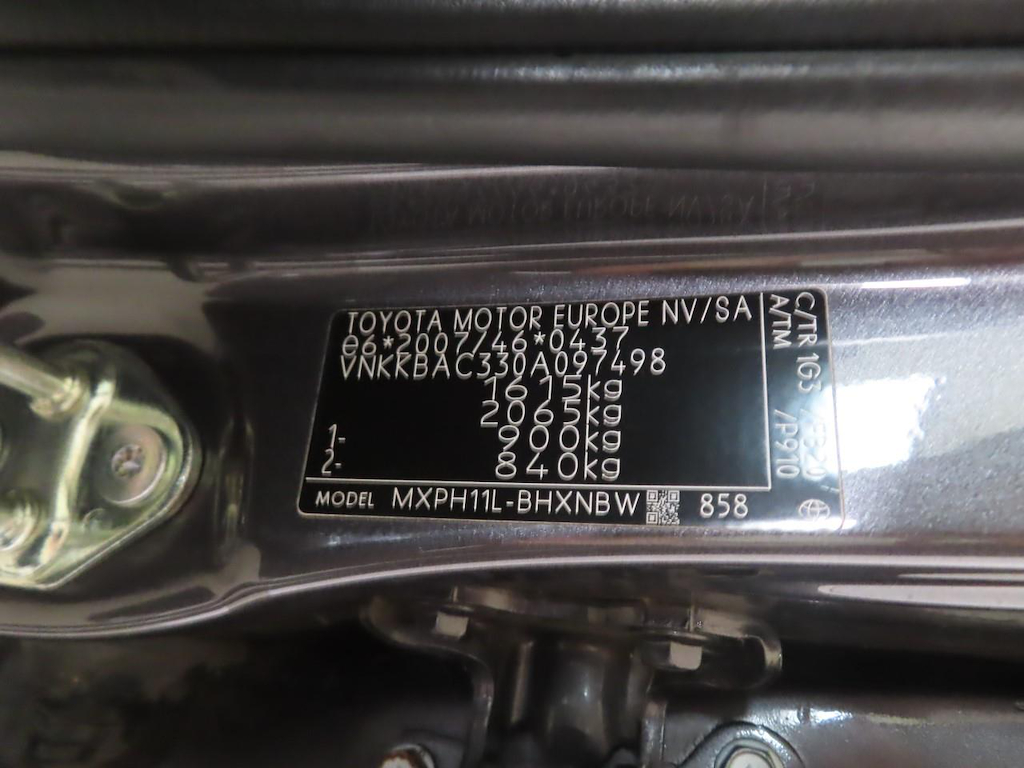 TOYOTA MOTOR EUROPE NV/SA
e6*2007/46*0437
VNKKBAC330A097498
1615kg
2065kg
1- 900kg
2- 840kg
MODEL MXPH11L-BHXNBW 858
C/TR 1G3
A/TM /P910